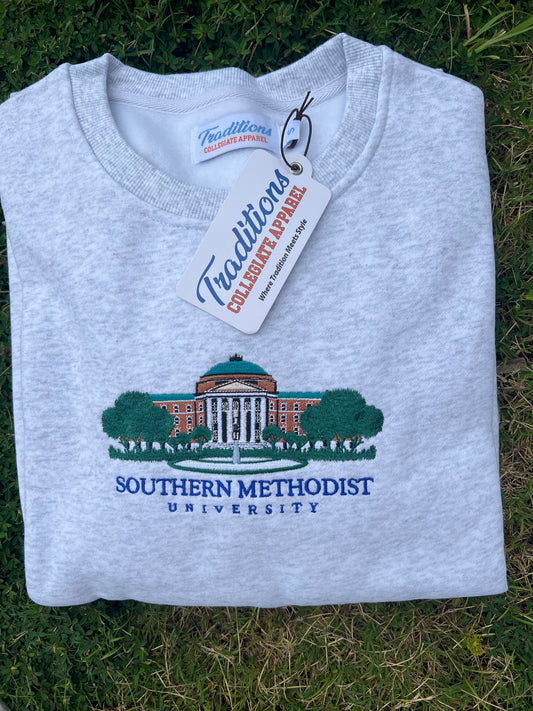 Traditions
COLLEGIATE APPAREL
S
Traditions
COLLEGIATE APPAREL
Where Tradition Meets Style
SOUTHERN METHODIST
UNIVERSITY